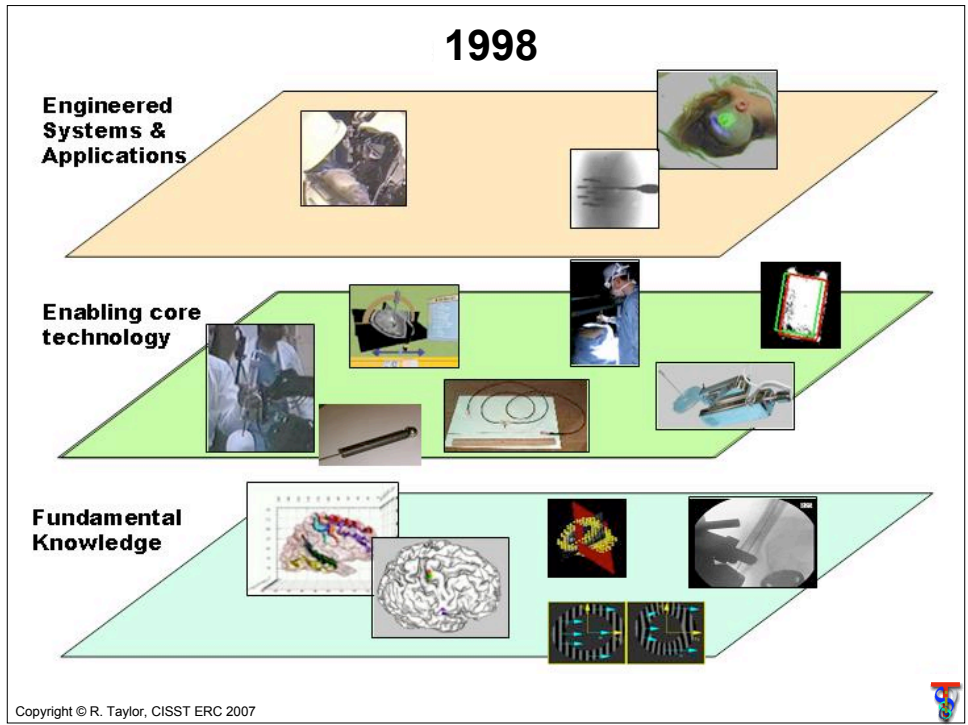 1998
Engineered
Systems &
Applications
Enabling core
technology
Fundamental
Knowledge
Copyright © R. Taylor, CISST ERC 2007